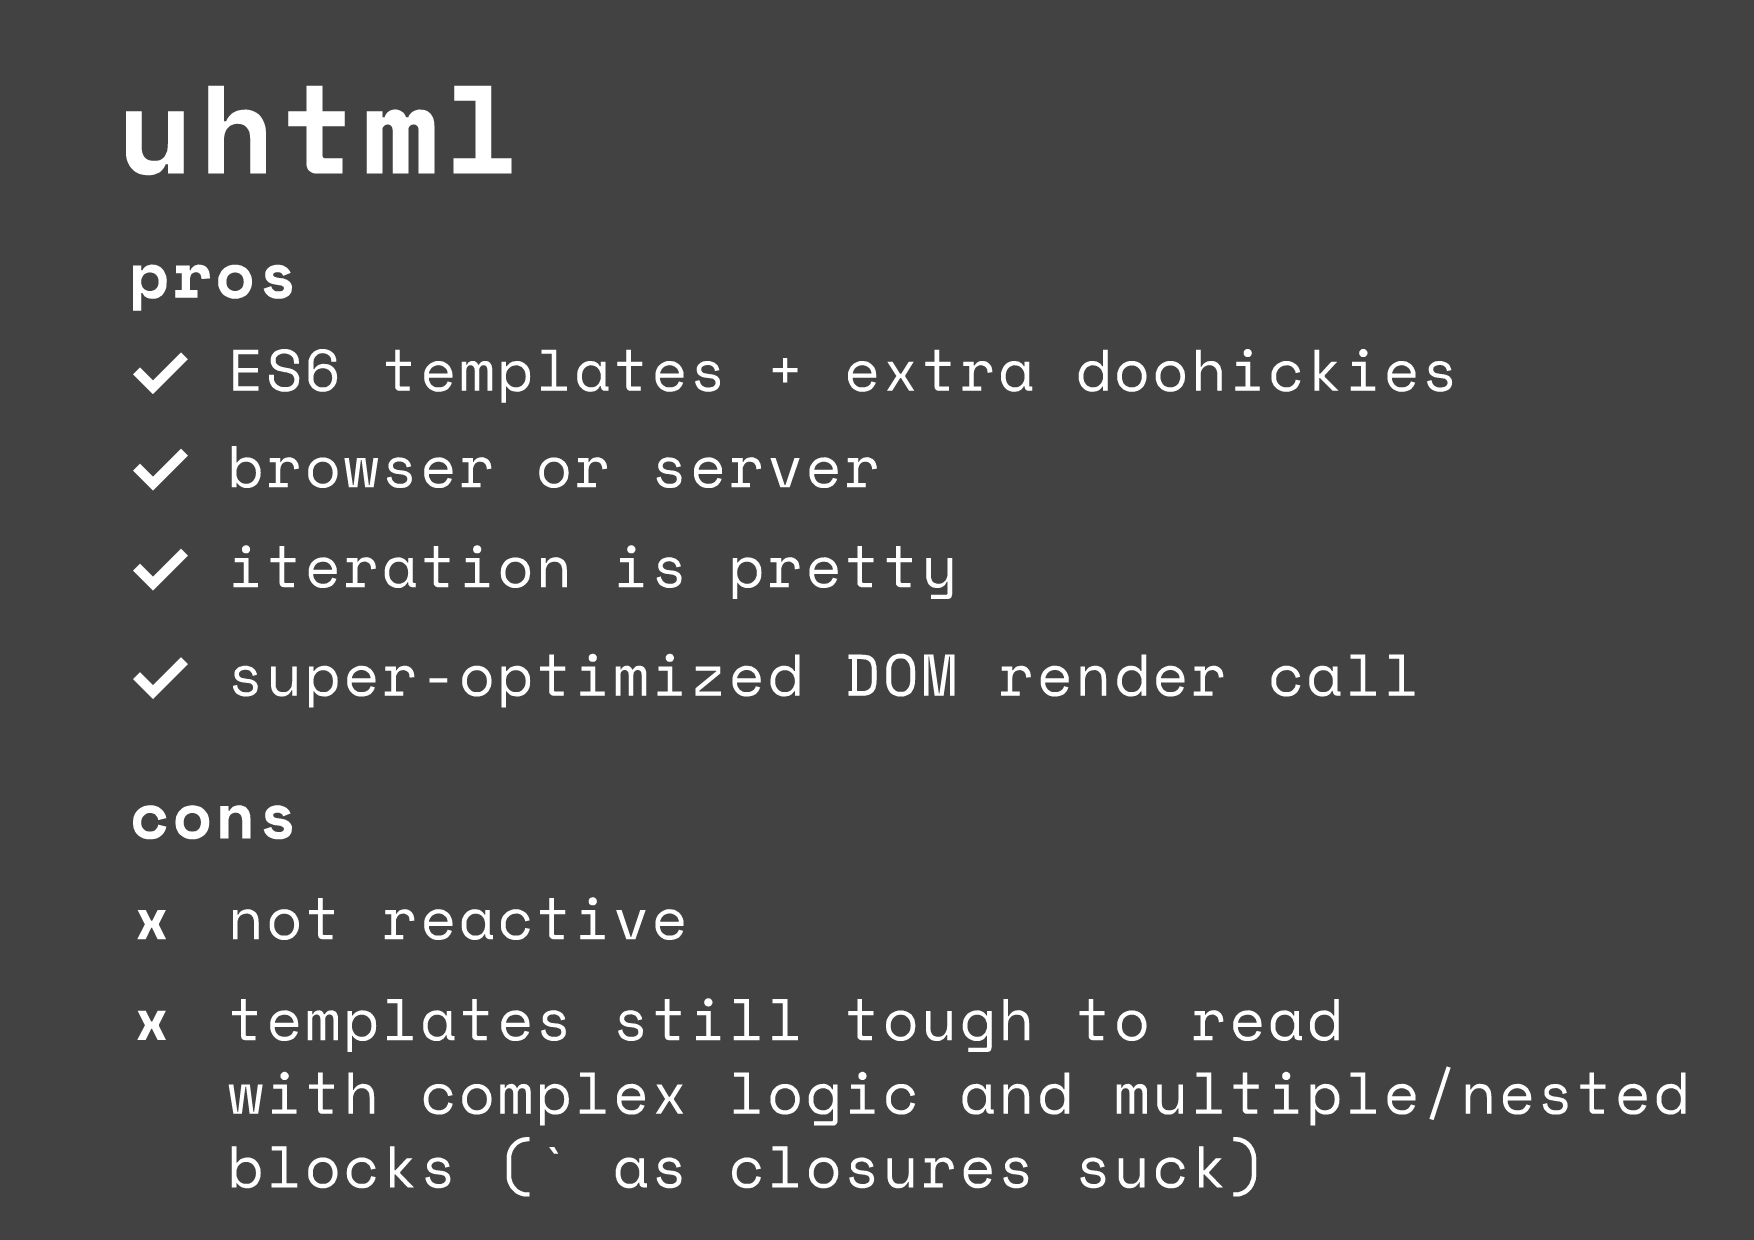 uhtml
pros
✓ ES6 templates + extra doohickies
✓ browser or server
✓ iteration is pretty
✓ super-optimized DOM render call
cons
x not reactive
x templates still tough to read
with complex logic and multiple/nested
blocks (` as closures suck)